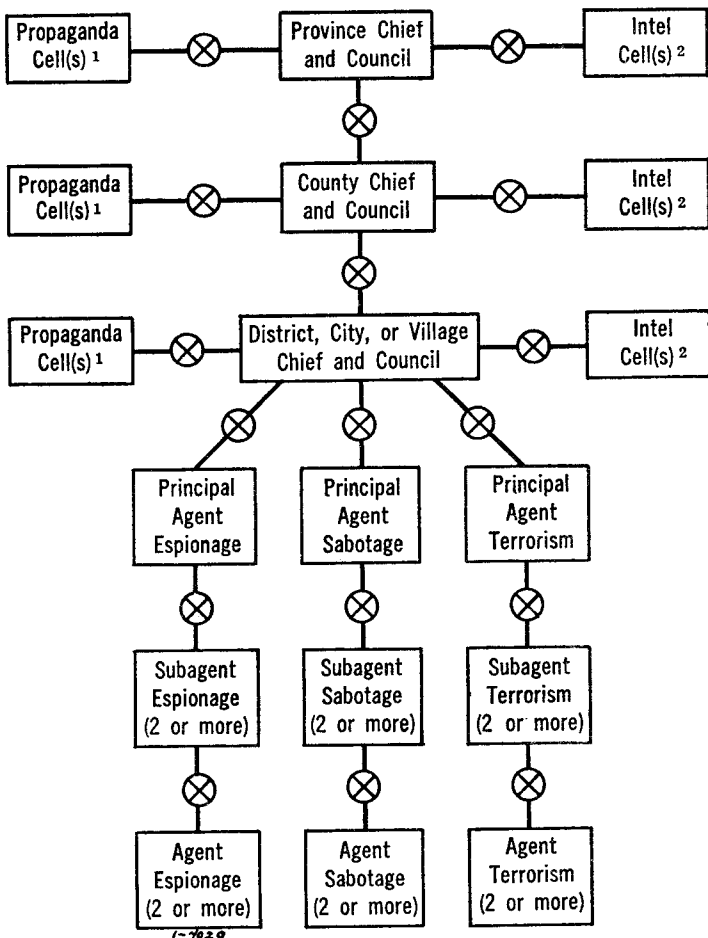 Propaganda
Cell(s) 1
Province Chief
and Council
Intel
Cell(s) 2
Propaganda
Cell(s) 1
County Chief
and Council
Intel
Cell(s) 2
Propaganda
Cell(s) 1
District, City, or Village
Chief and Council
Intel
Cell(s) 2
Principal
Agent
Espionage
Principal
Agent
Sabotage
Principal
Agent
Terrorism
Subagent
Espionage
(2 or more)
Subagent
Sabotage
(2 or more)
Subagent
Terrorism
(2 or more)
Agent
Espionage
(2 or more)
Agent
Sabotage
(2 or more)
Agent
Terrorism
(2 or more)